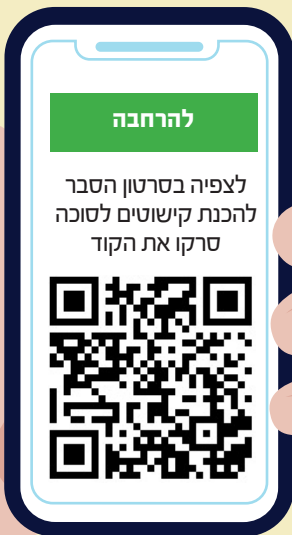 להרחבה
לצפיה בסרטון הסבר
להכנת קישוטים לסוכה
סרקו את הקוד